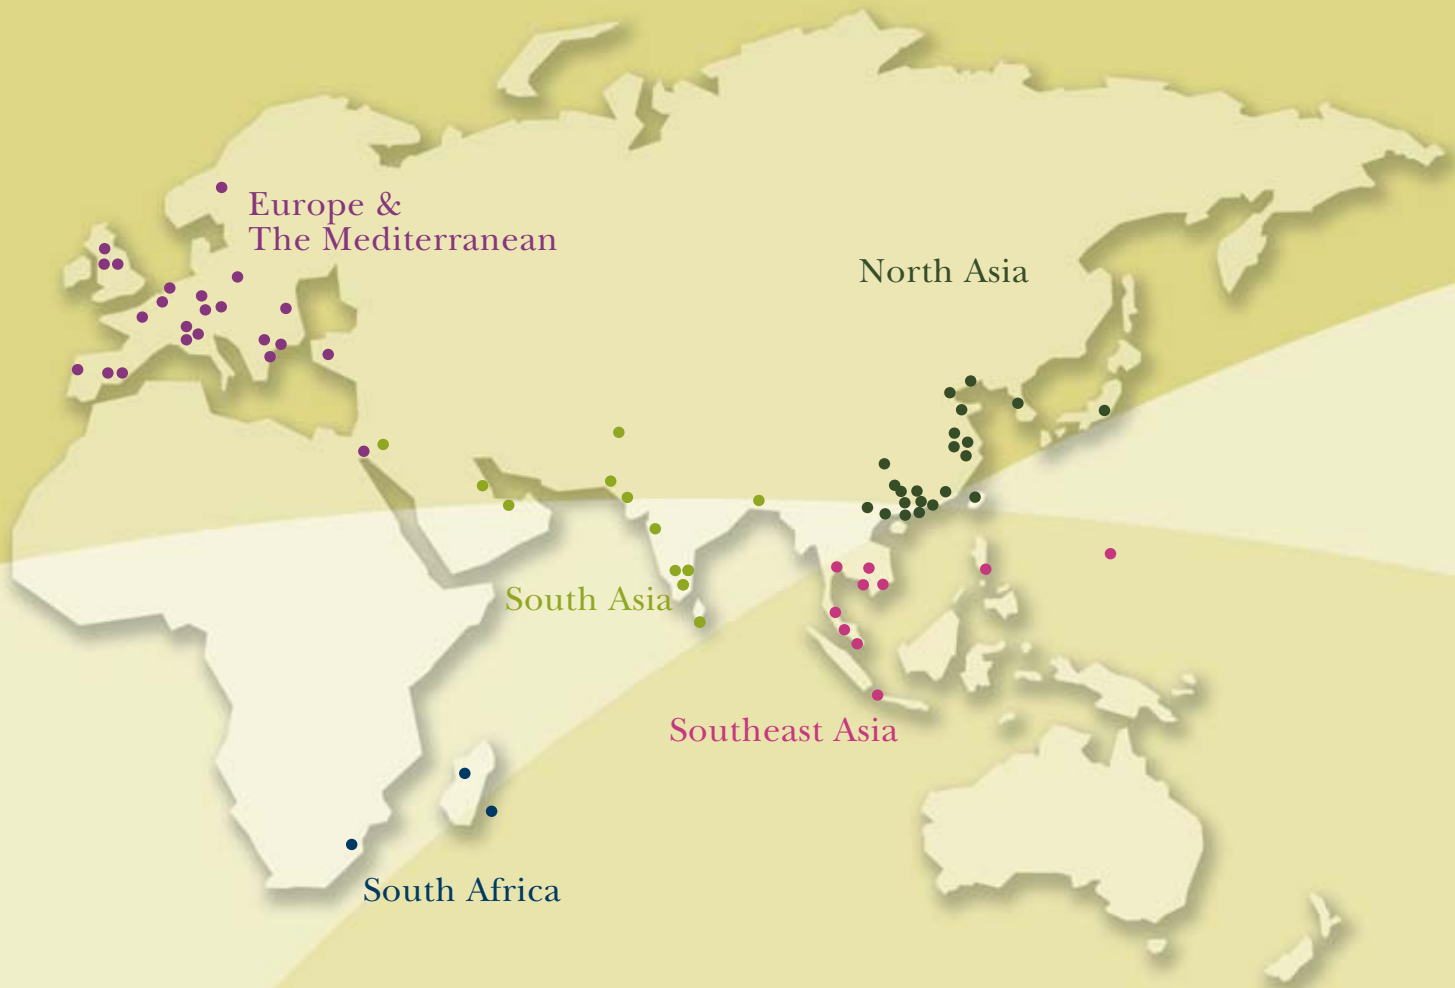 Europe &
The Mediterranean
North Asia
South Asia
Southeast Asia
South Africa